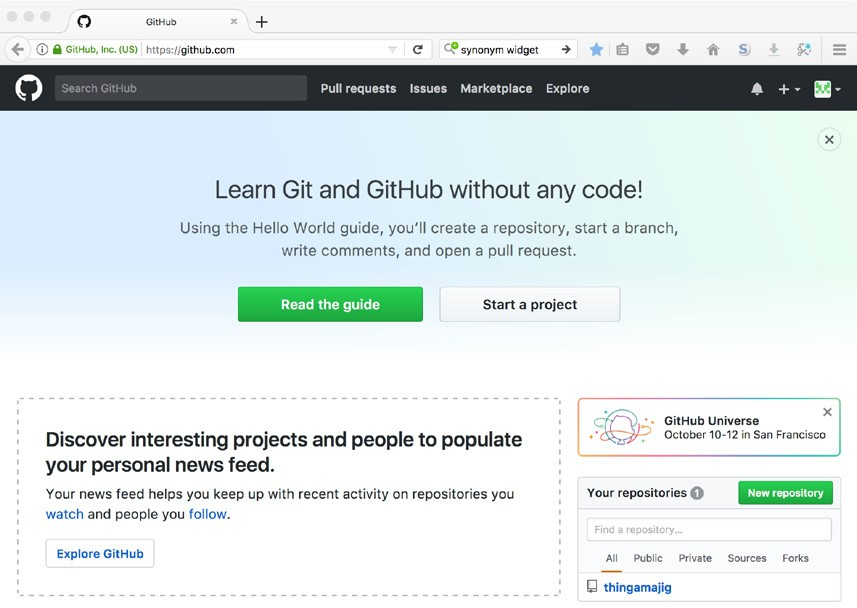 GitHub
GitHub, Inc. (US) https://github.com synonym widget
Search GitHub Pull requests Issues Marketplace Explore
Learn Git and GitHub without any code!
Using the Hello World guide, you’ll create a repository, start a branch,
write comments, and open a pull request.
Read the guide Start a project
Discover interesting projects and people to populate
your personal news feed.
Your news feed helps you keep up with recent activity on repositories you
watch and people you follow.
Explore GitHub
GitHub Universe
October 10-12 in San Francisco
Your repositories 1 New repository
Find a repository...
All Public Private Sources Forks
thingamajig